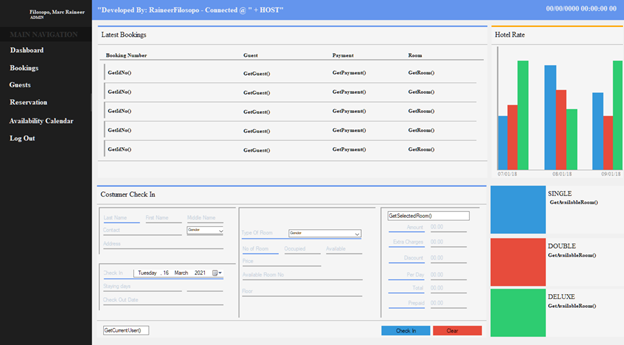 Filosopo, Marc Raineer
ADMIN
MAIN NAVIGATION
Dashboard
Bookings
Guests
Reservation
Availability Calendar
Log Out
"Developed By: RaineerFilosopo - Connected @ " + HOST"
00/00/0000 00:00:00 00
Latest Bookings
Booking Number Guest Payment Room
GetIdNo() GetGuest() GetPayment() GetRoom()
GetIdNo() GetGuest() GetPayment() GetRoom()
GetIdNo() GetGuest() GetPayment() GetRoom()
GetIdNo() GetGuest() GetPayment() GetRoom()
GetIdNo() GetGuest() GetPayment() GetRoom()
Hotel Rate
07/01/18 08/01/18 09/01/18
Costumer Check In
Last Name First Name Middle Name
Contact Gender
Address
Check In Tuesday , 16 March 2021
Staying days
Check Out Date
Type Of Room Gender
No of Room Occupied Available
Price
Available Room No.
Floor
GetSelectedRoom()
Amount 00.00
Extra Charges 00.00
Discount 00.00
Per Day 00.00
Total 00.00
Prepaid 00.00
GetCurrentUser()
Check In
Clear
SINGLE
GetAvailableRoom()
DOUBLE
GetAvailableRoom()
DELUXE
GetAvailableRoom()